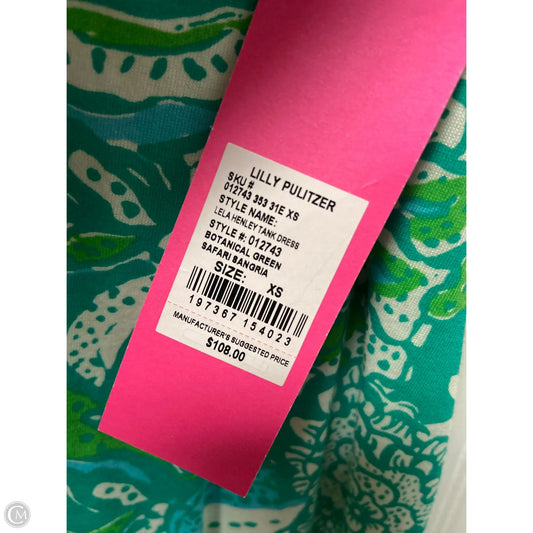 LILLY PULITZER
SKU #
012743 353 31E XS
STYLE NAME:
LELA HENLEY TANK DRESS
STYLE #: 012743
BOTANICAL GREEN
SAFARI SANGRIA
SIZE: XS
197367 154023
MANUFACTURER'S SUGGESTED PRICE
$108.00
CM